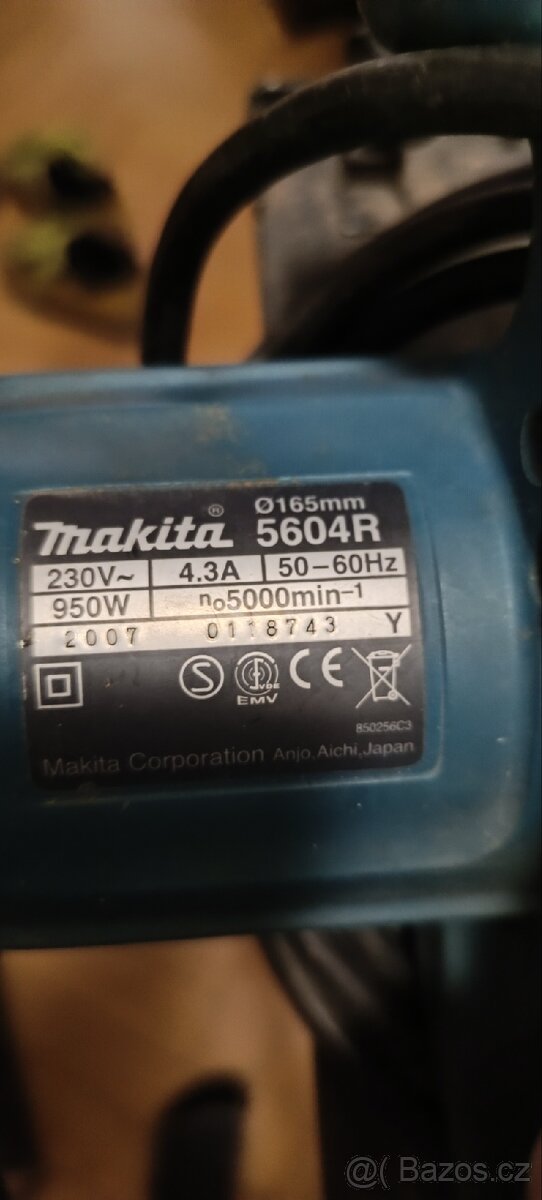 Ø165mm
makita® 5604R
230V~ 4.3A 50–60Hz
950W n₀5000min⁻¹
2007 0118743 Y
S VDE CE
EMV
850256C3
Makita Corporation Anjo, Aichi, Japan
@( Bazos.cz